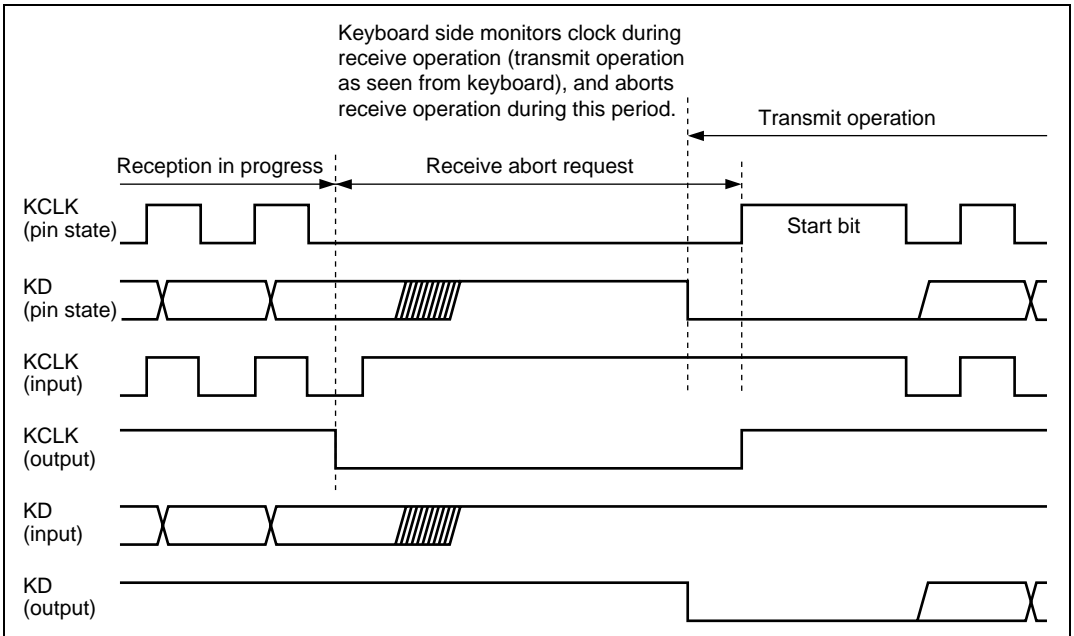 Keyboard side monitors clock during
receive operation (transmit operation
as seen from keyboard), and aborts
receive operation during this period.
Transmit operation
Reception in progress
Receive abort request
KCLK
(pin state)
Start bit
KD
(pin state)
KCLK
(input)
KCLK
(output)
KD
(input)
KD
(output)